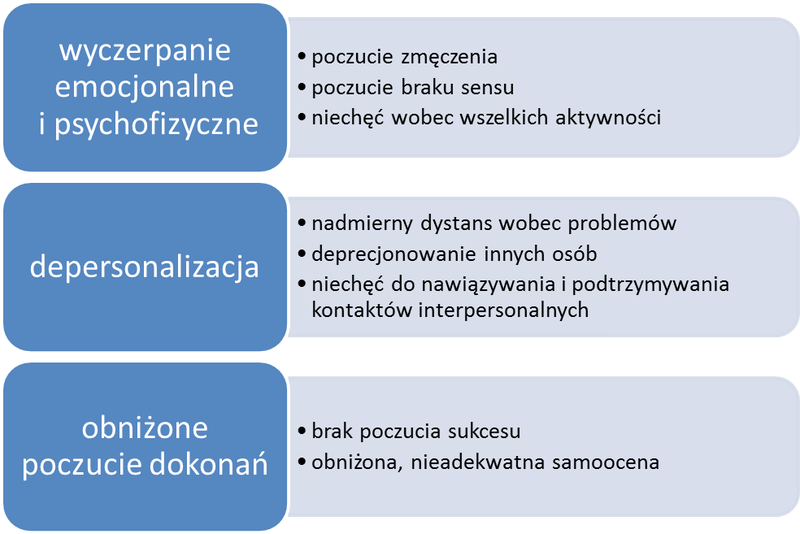 wyczerpanie
emocjonalne
i psychofizyczne
• poczucie zmęczenia
• poczucie braku sensu
• niechęć wobec wszelkich aktywności
depersonalizacja
• nadmierny dystans wobec problemów
• deprecjonowanie innych osób
• niechęć do nawiązywania i podtrzymywania
kontaktów interpersonalnych
obniżone
poczucie dokonań
• brak poczucia sukcesu
• obniżona, nieadekwatna samoocena